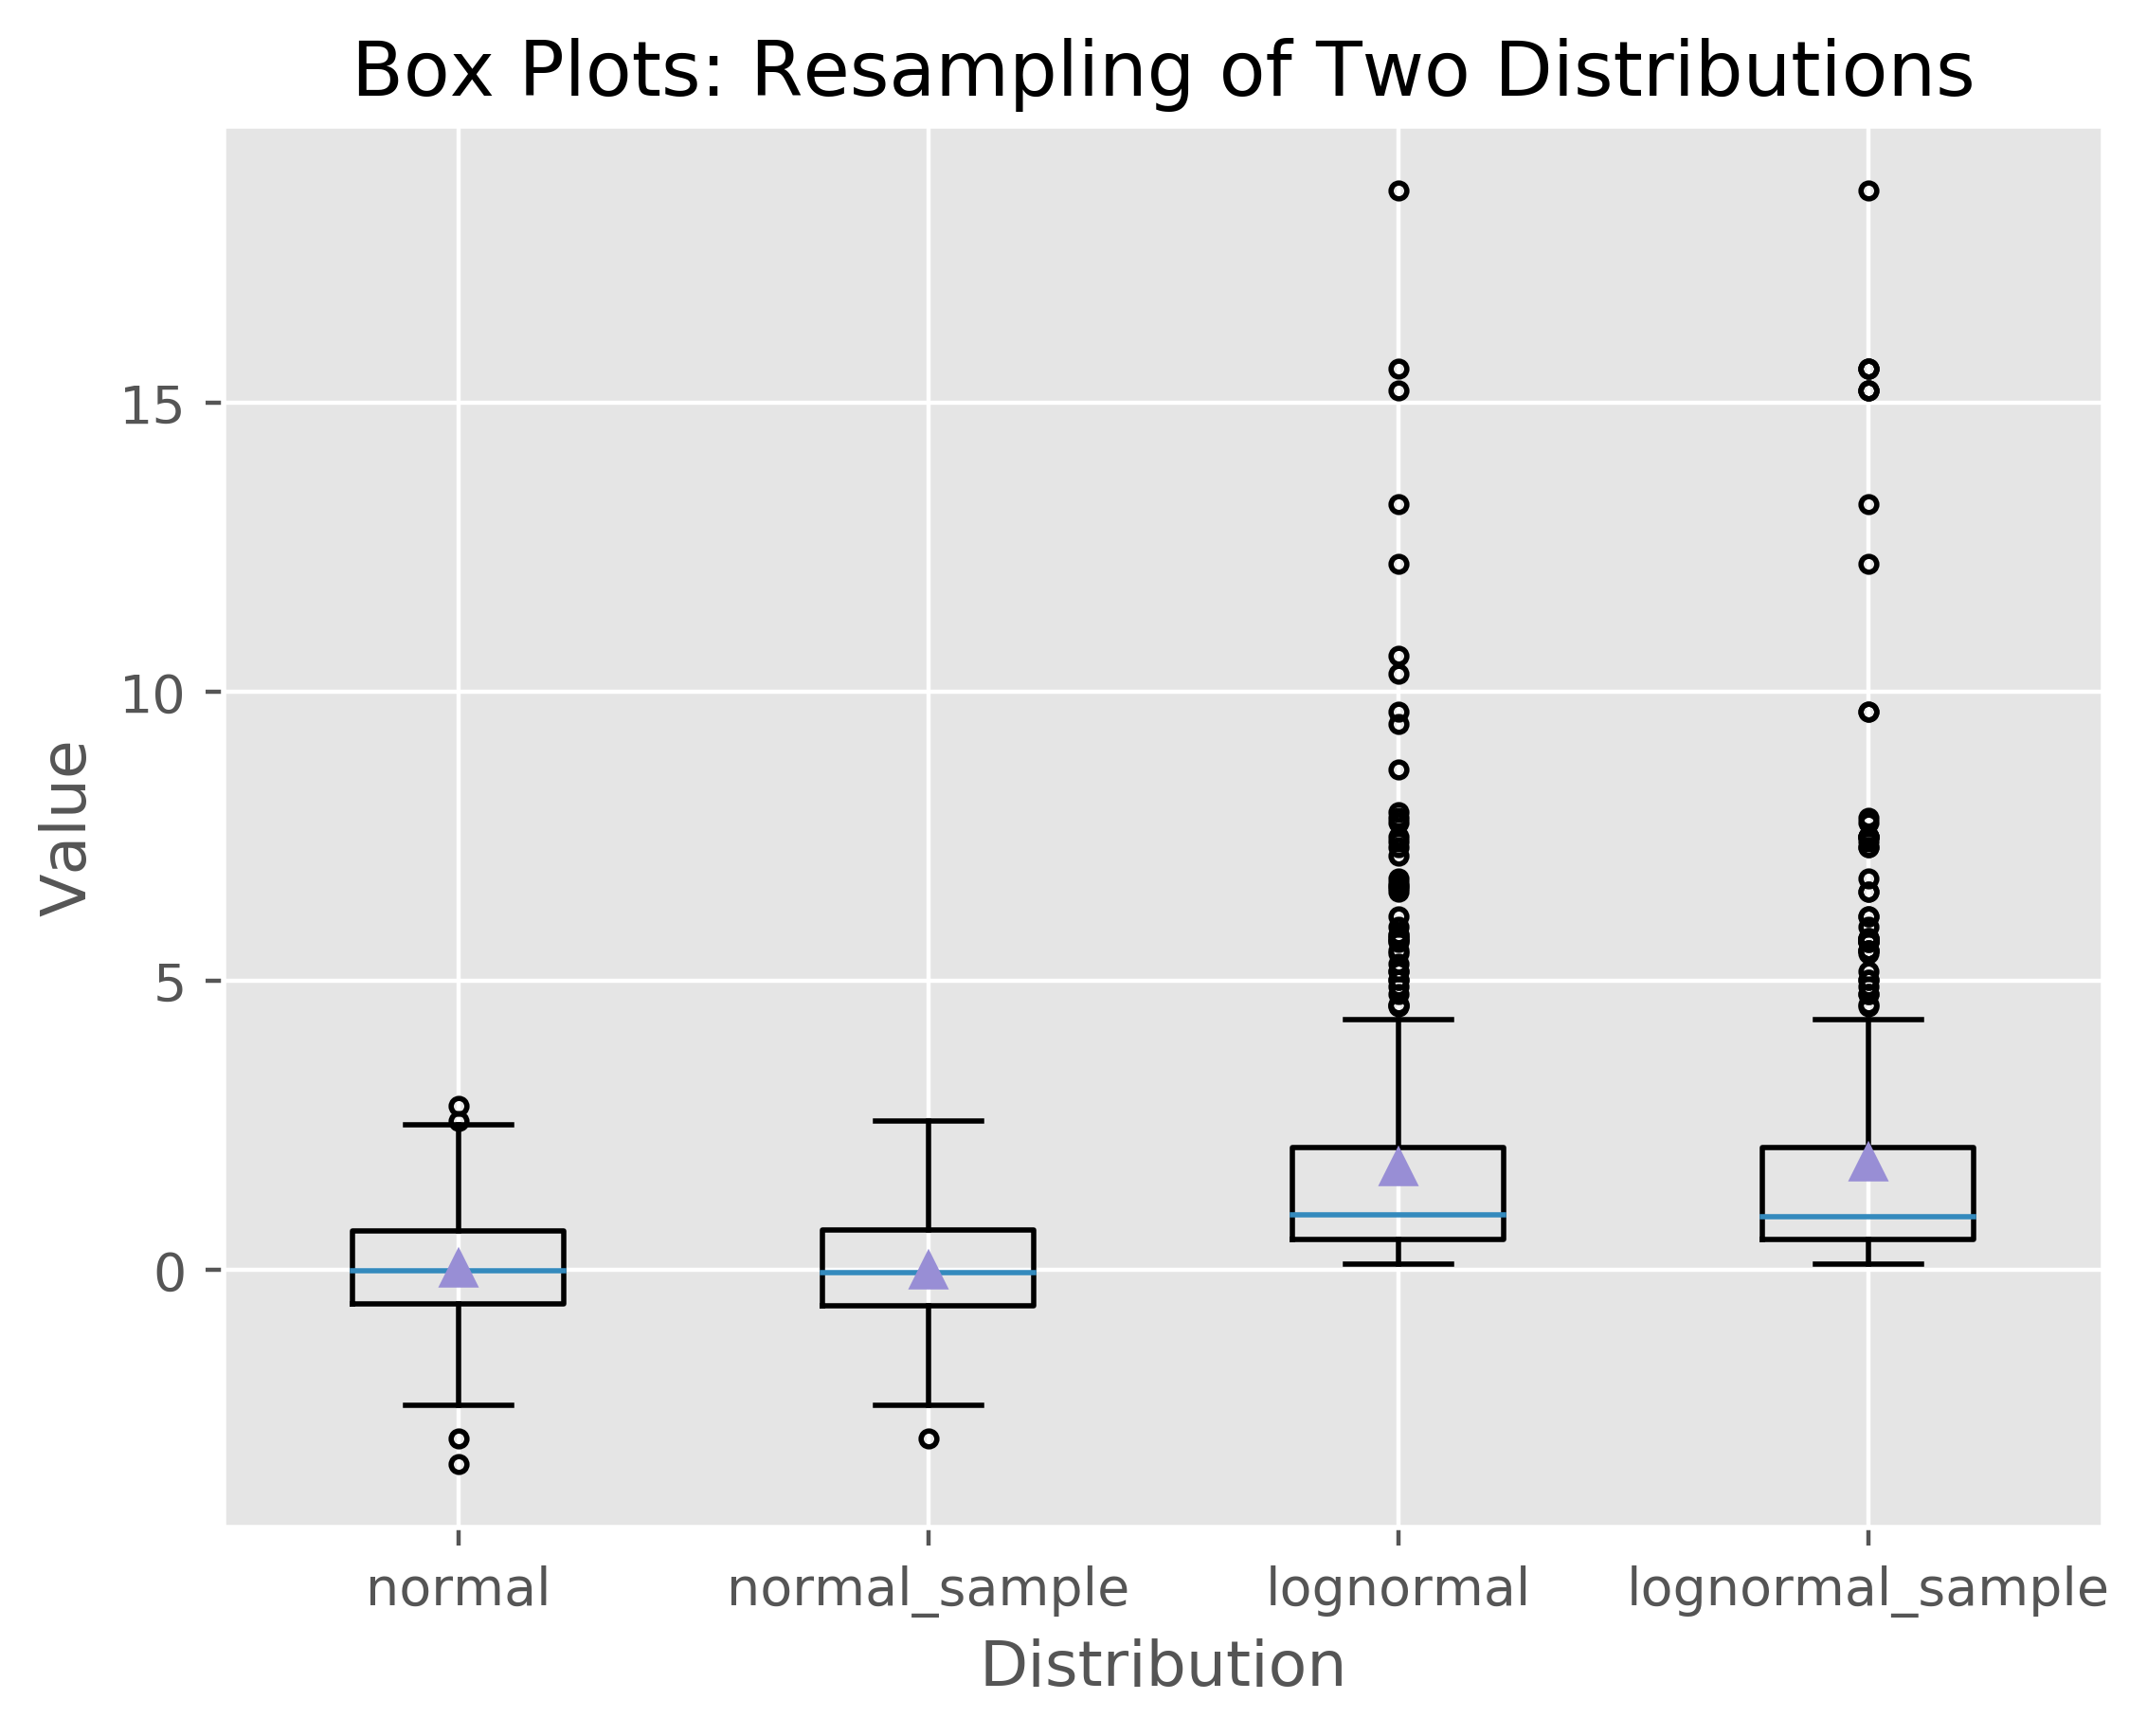 Box Plots: Resampling of Two Distributions
Value
15
10
5
0
normal normal_sample lognormal lognormal_sample
Distribution